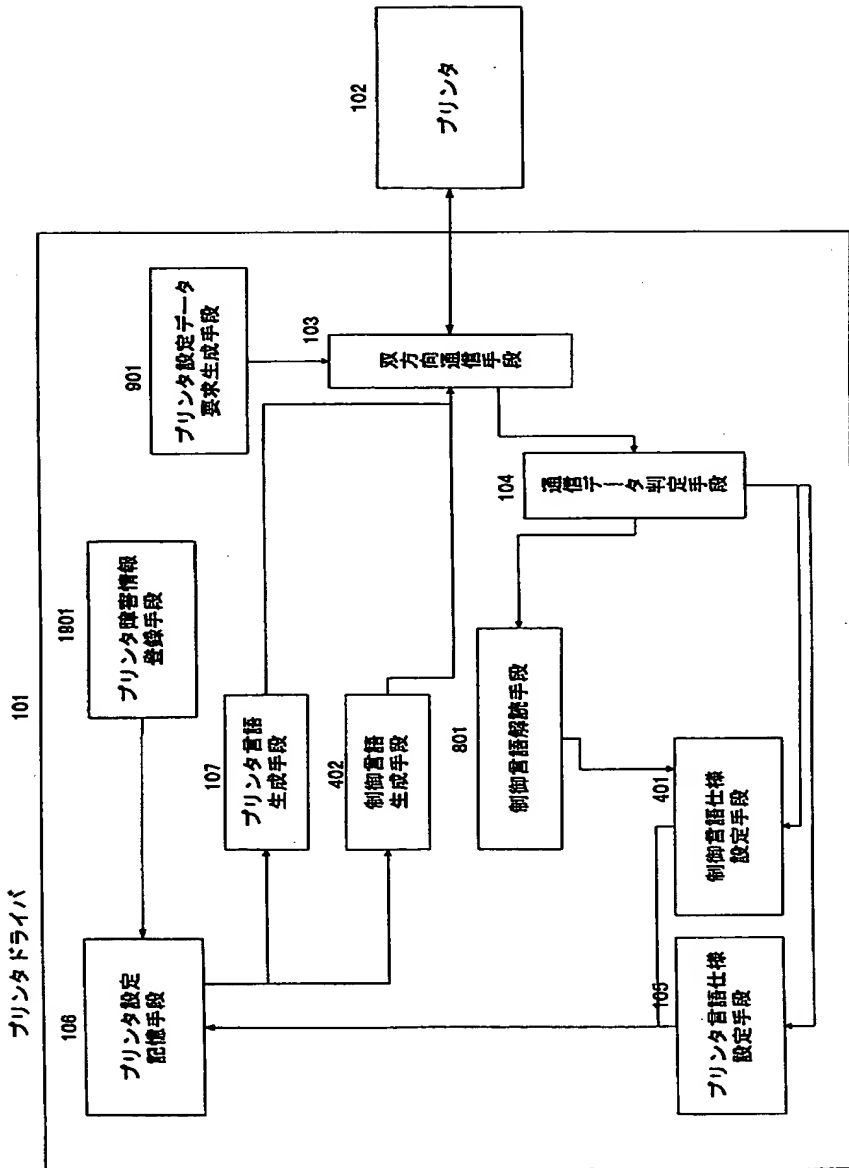 プリンタドライバ
101
106
プリンタ設定
記憶手段
1801
プリンタ障害情報
登録手段
901
プリンタ設定データ
要求生成手段
107
プリンタ言語
生成手段
402
制御言語
生成手段
103
双方向通信手段
102
プリンタ
801
制御言語解読手段
104
通信データ判定手段
105
プリンタ言語仕様
設定手段
401
制御言語仕様
設定手段